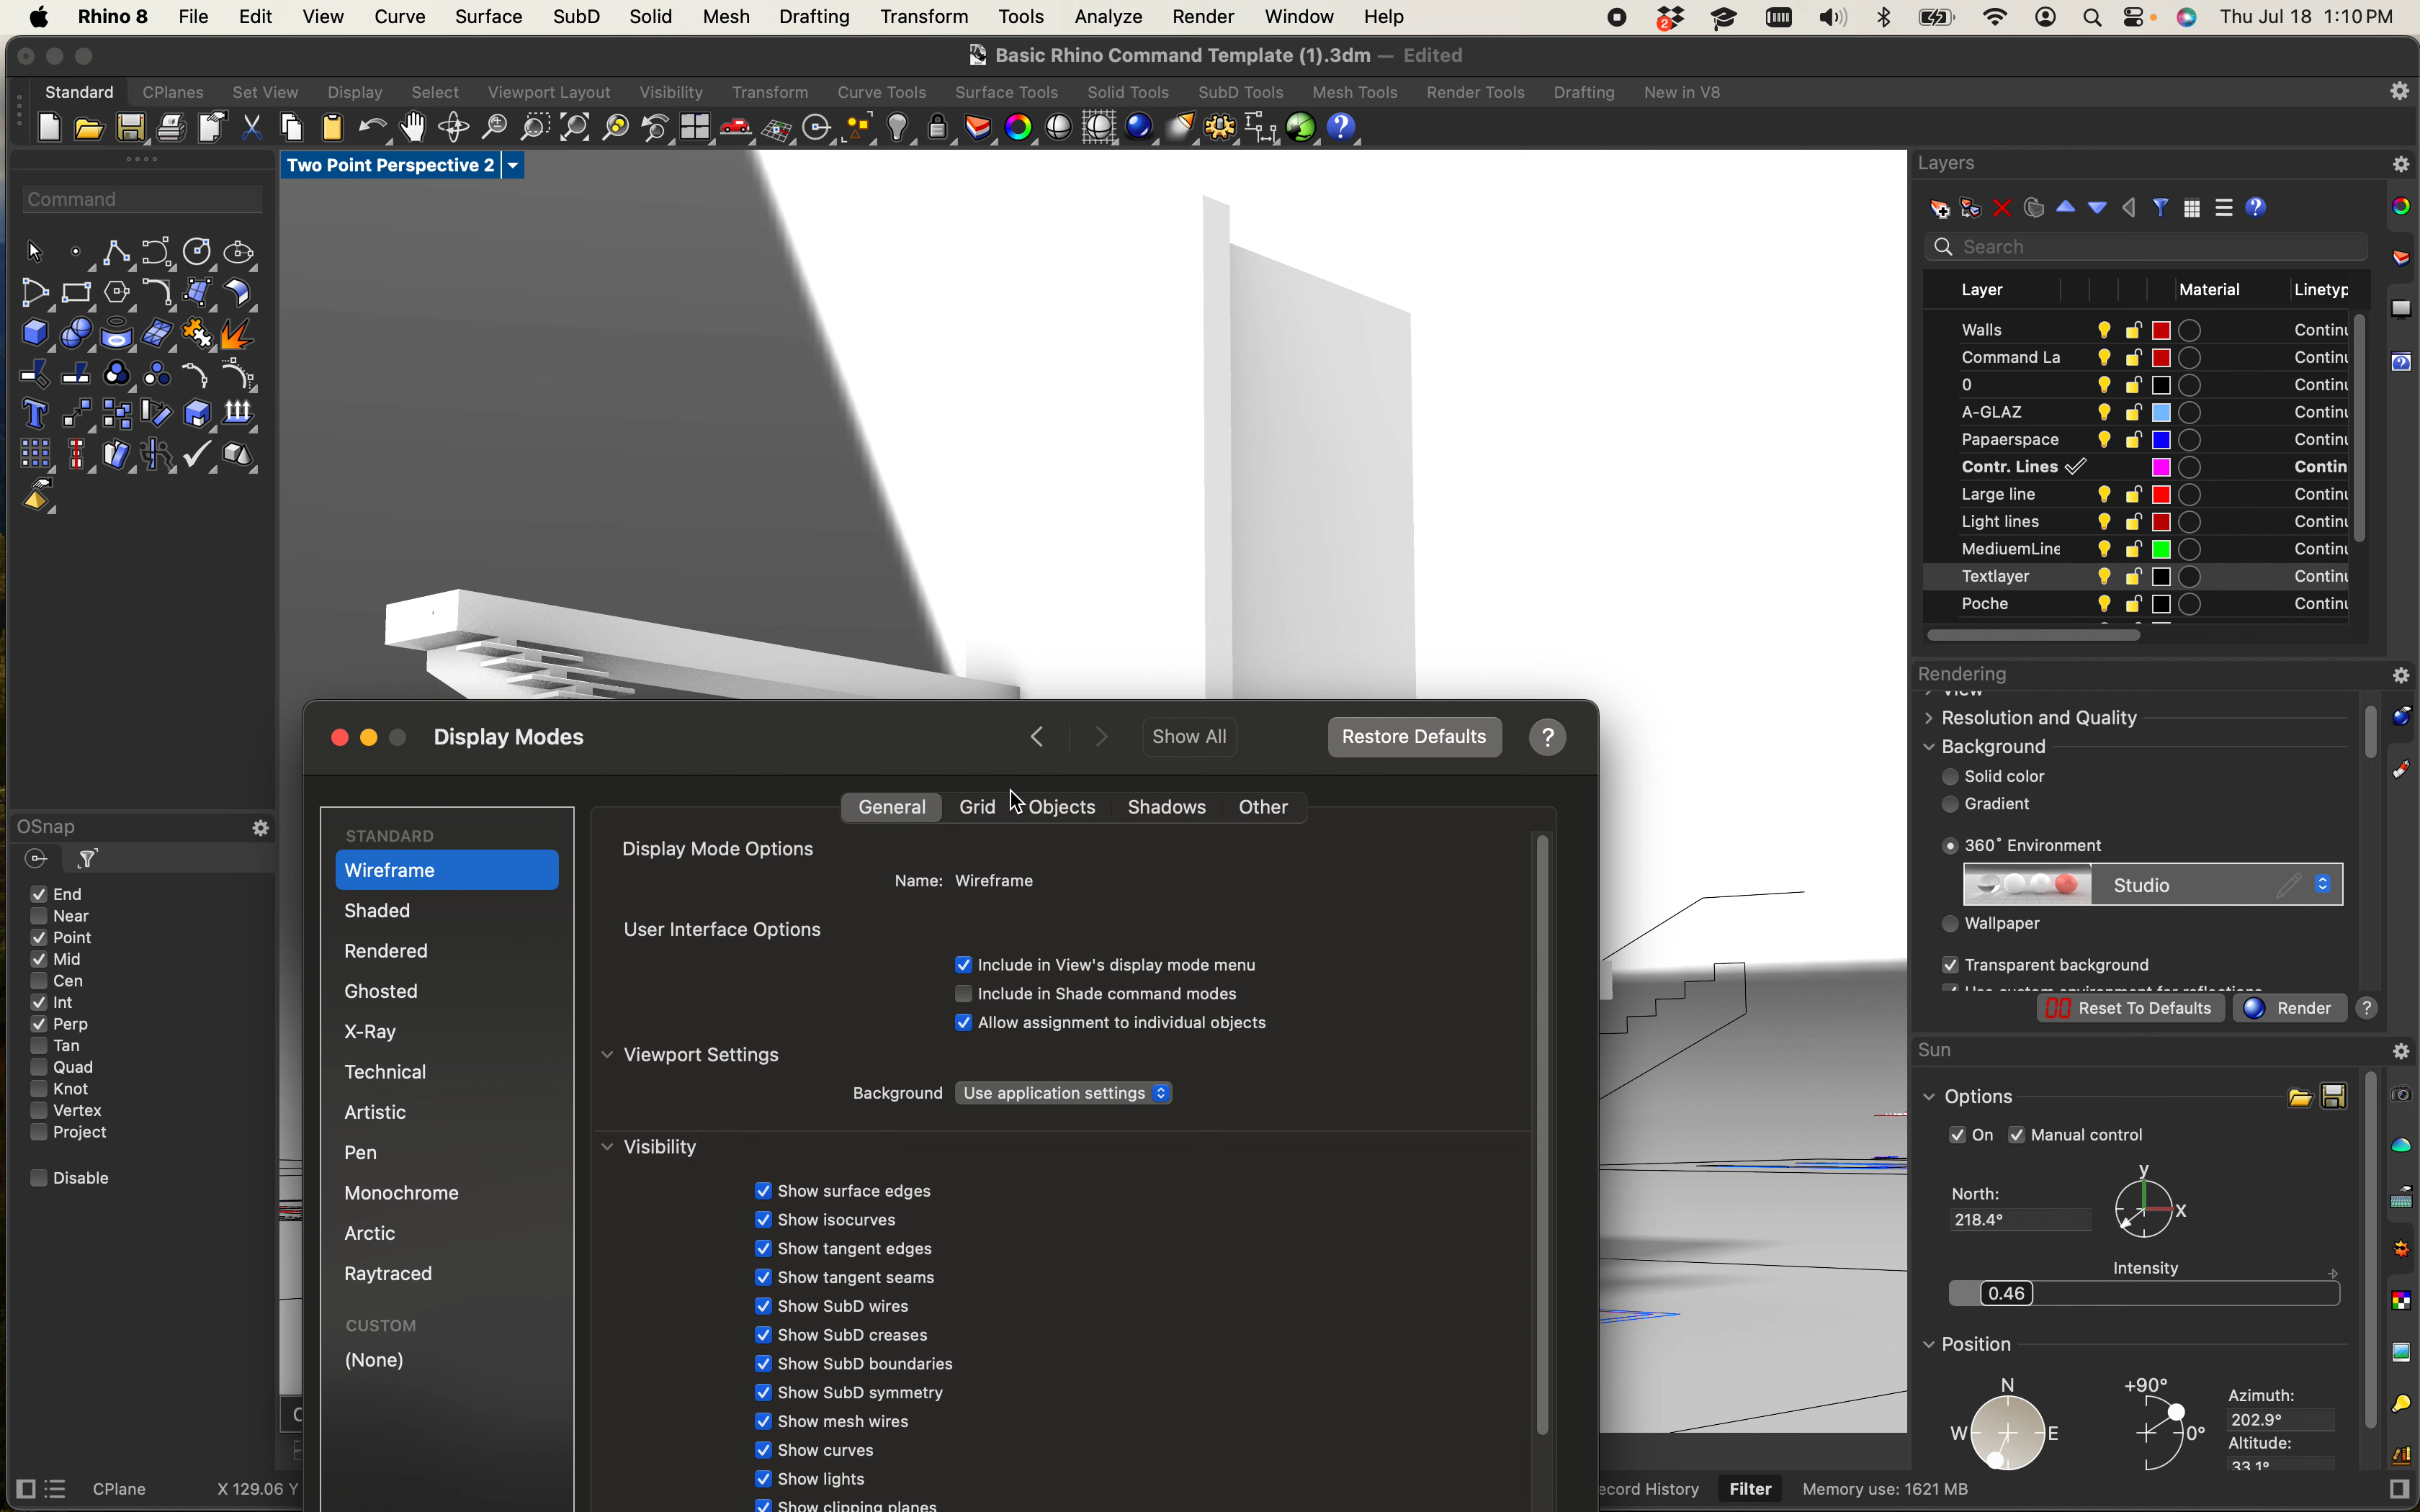 Rhino 8 File Edit View Curve Surface SubD Solid Mesh Drafting Transform Tools Analyze Render Window Help 2 Thu Jul 18 1:10 PM
Basic Rhino Command Template (1).3dm — Edited
Standard CPlanes Set View Display Select Viewport Layout Visibility Transform Curve Tools Surface Tools Solid Tools SubD Tools Mesh Tools Render Tools Drafting New in V8
Two Point Perspective 2
Command
Layers
Search
Layer Material Linetyp
Walls Continu
Command La Continu
0 Continu
A-GLAZ Continu
Papaerspace Continu
Contr. Lines Contin
Large line Continu
Light lines Continu
MediuemLine Continu
Textlayer Continu
Poche Continu
Rendering
View
Resolution and Quality
Background
Solid color
Gradient
360° Environment
Studio
Wallpaper
Transparent background
Use custom environment for reflections
Reset To Defaults Render ?
Sun
Options
On Manual control
y
x
North:
218.4°
Intensity
0.46
Position
N
W E
+90°
0°
Azimuth:
202.9°
Altitude:
33.1°
OSnap
End
Near
Point
Mid
Cen
Int
Perp
Tan
Quad
Knot
Vertex
Project
Disable
Display Modes Show All Restore Defaults ?
General Grid Objects Shadows Other
STANDARD
Wireframe
Shaded
Rendered
Ghosted
X-Ray
Technical
Artistic
Pen
Monochrome
Arctic
Raytraced
CUSTOM
(None)
Display Mode Options
Name: Wireframe
User Interface Options
Include in View's display mode menu
Include in Shade command modes
Allow assignment to individual objects
Viewport Settings
Background Use application settings
Visibility
Show surface edges
Show isocurves
Show tangent edges
Show tangent seams
Show SubD wires
Show SubD creases
Show SubD boundaries
Show SubD symmetry
Show mesh wires
Show curves
Show lights
Show clipping planes
CPlane X 129.06 Y ecord History Filter Memory use: 1621 MB